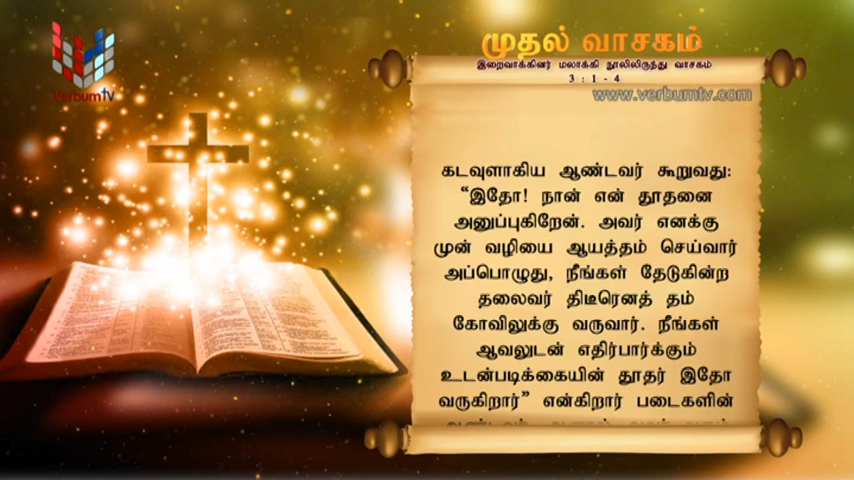 Verbumtv
முதல் வாசகம்
இறைவாக்கினர் மலாக்கி நூலிலிருந்து வாசகம்
3:1-4
www.verbumtv.com
கடவுளாகிய ஆண்டவர் கூறுவது:
“இதோ! நான் என் தூதனை
அனுப்புகிறேன். அவர் எனக்கு
முன் வழியை ஆயத்தம் செய்வார்
அப்பொழுது, நீங்கள் தேடுகின்ற
தலைவர் திடீரெனத் தம்
கோவிலுக்கு வருவார். நீங்கள்
ஆவலுடன் எதிர்பார்க்கும்
உடன்படிக்கையின் தூதர் இதோ
வருகிறார்” என்கிறார் படைகளின்